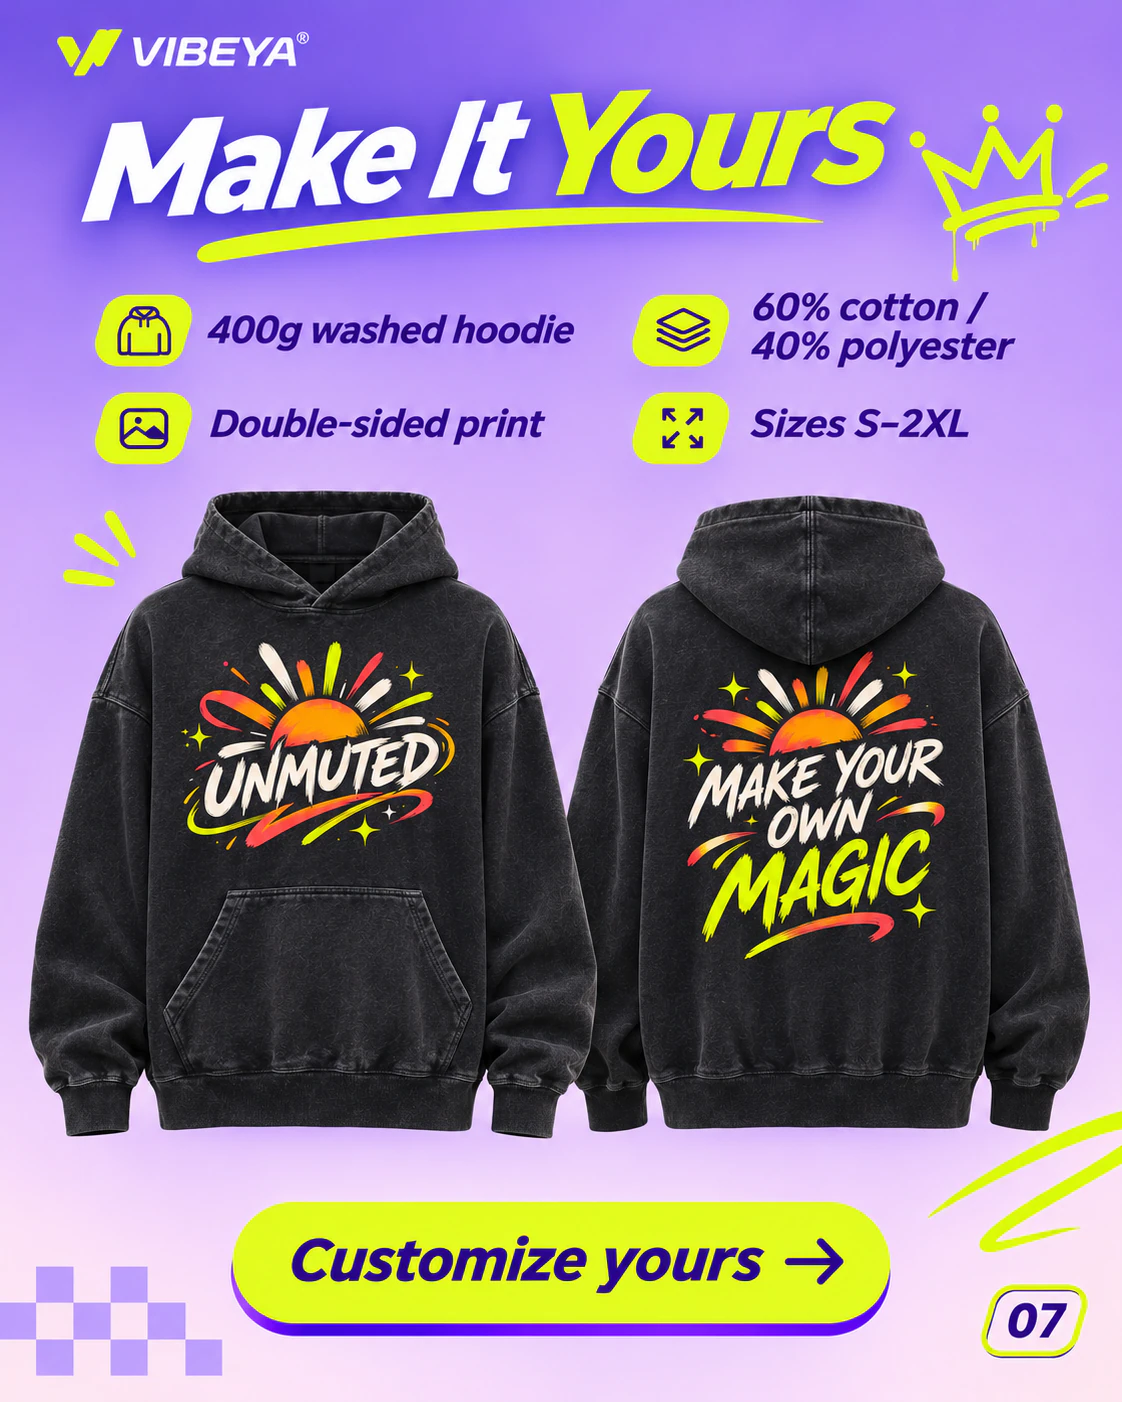 VIBEYA®
Make It Yours
400g washed hoodie
60% cotton /
40% polyester
Double-sided print
Sizes S–2XL
UNMUTED
MAKE YOUR
OWN
MAGIC
Customize yours →
07